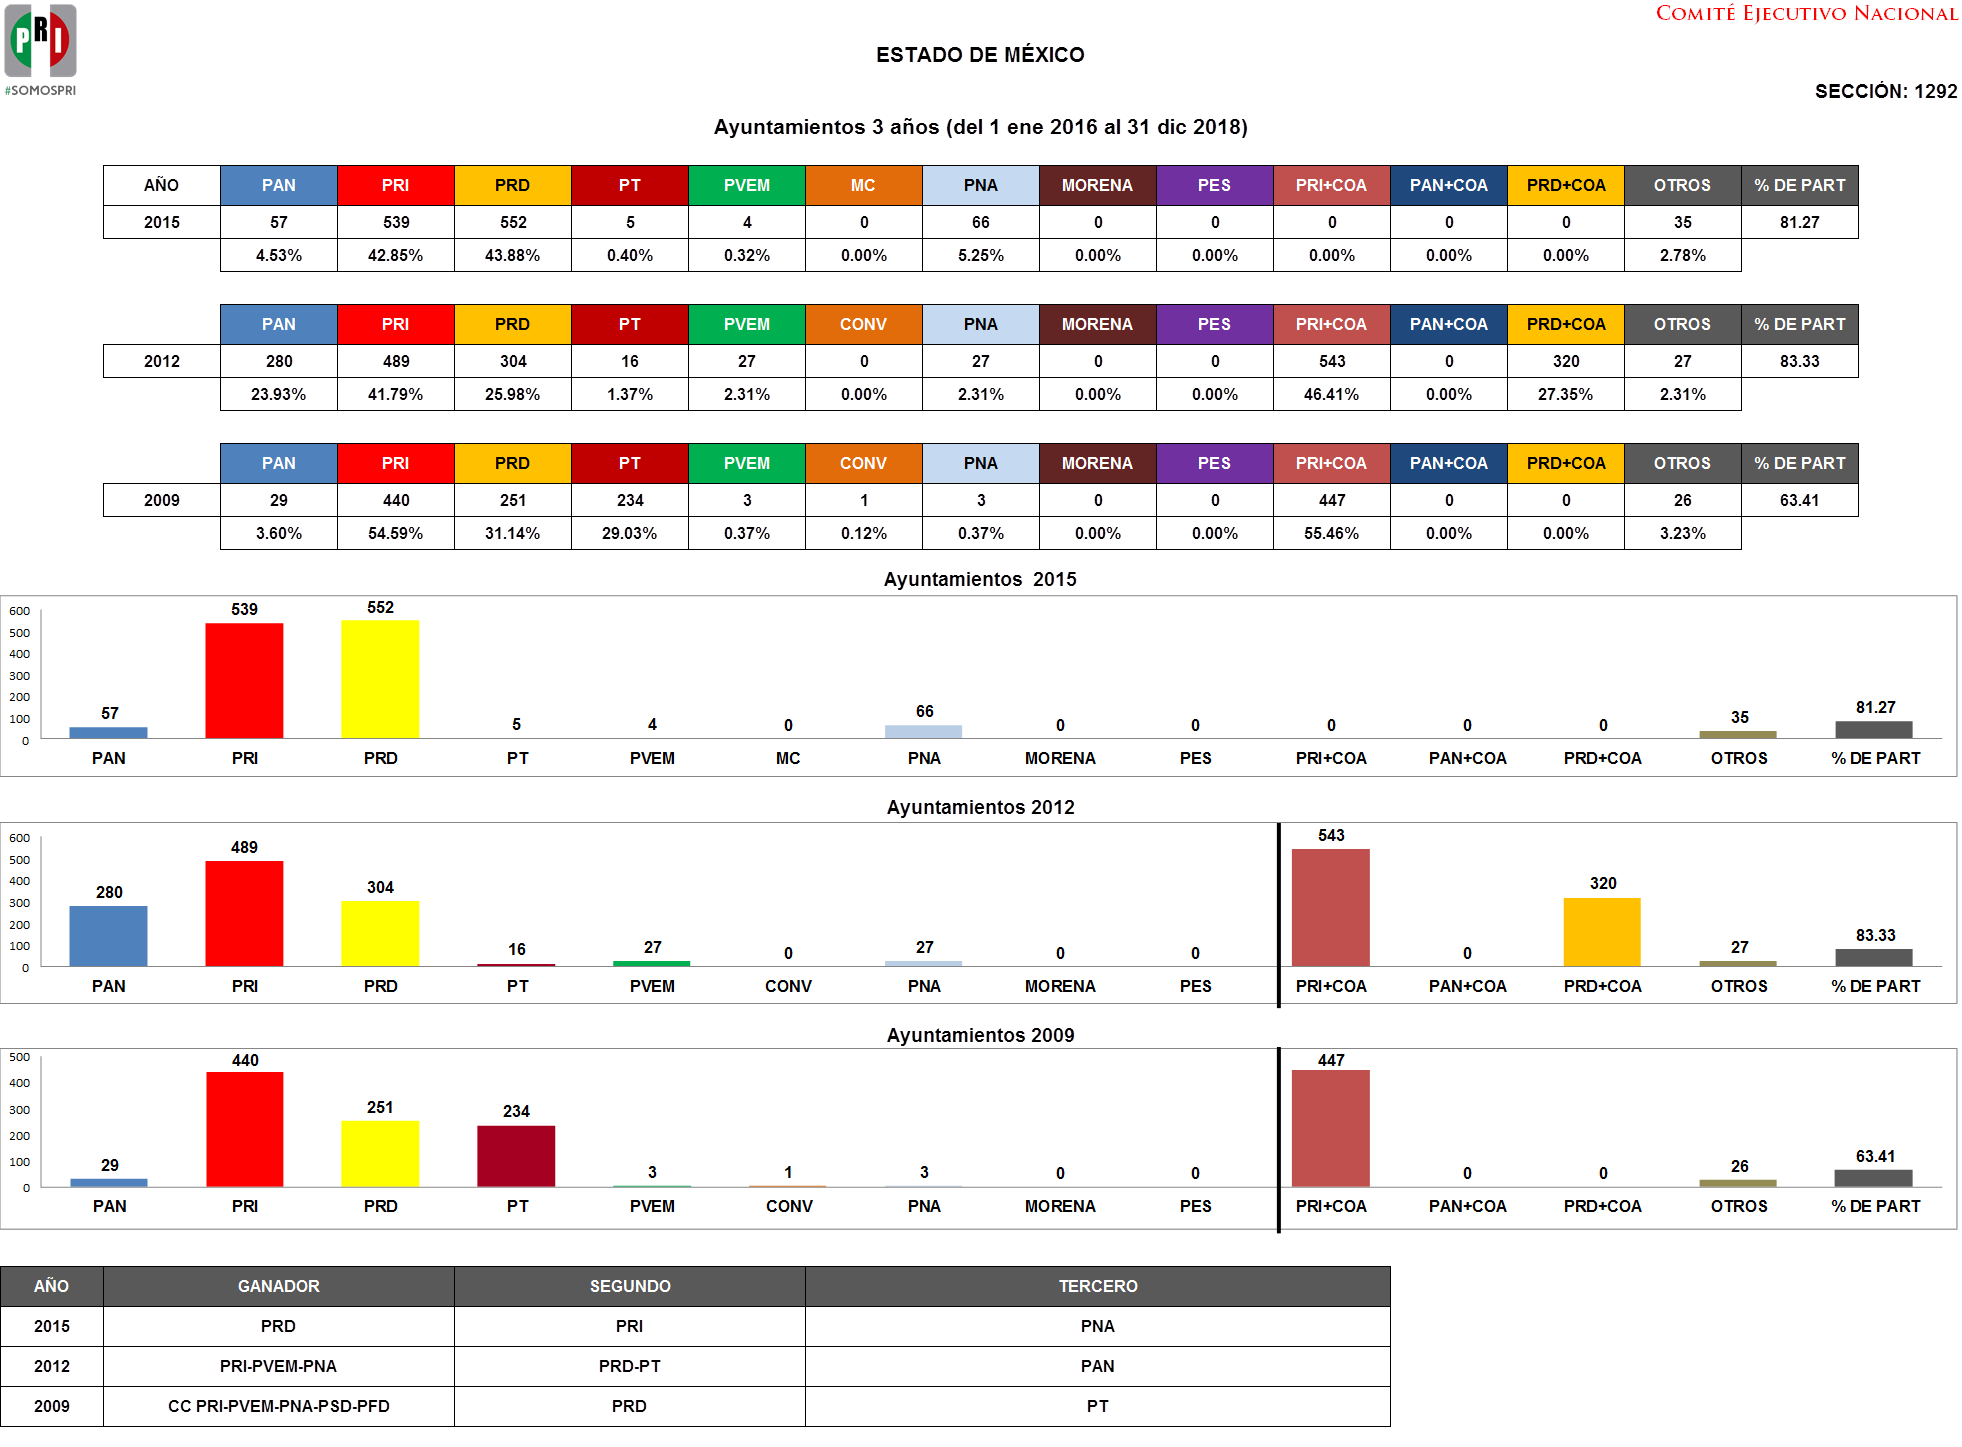 COMITÉ EJECUTIVO NACIONAL
PRI
#SOMOSPRI
ESTADO DE MÉXICO
SECCIÓN: 1292
Ayuntamientos 3 años (del 1 ene 2016 al 31 dic 2018)
AÑO PAN PRI PRD PT PVEM MC PNA MORENA PES PRI+COA PAN+COA PRD+COA OTROS % DE PART
2015 57 539 552 5 4 0 66 0 0 0 0 0 35 81.27
4.53% 42.85% 43.88% 0.40% 0.32% 0.00% 5.25% 0.00% 0.00% 0.00% 0.00% 0.00% 2.78%
PAN PRI PRD PT PVEM CONV PNA MORENA PES PRI+COA PAN+COA PRD+COA OTROS % DE PART
2012 280 489 304 16 27 0 27 0 0 543 0 320 27 83.33
23.93% 41.79% 25.98% 1.37% 2.31% 0.00% 2.31% 0.00% 0.00% 46.41% 0.00% 27.35% 2.31%
PAN PRI PRD PT PVEM CONV PNA MORENA PES PRI+COA PAN+COA PRD+COA OTROS % DE PART
2009 29 440 251 234 3 1 3 0 0 447 0 0 26 63.41
3.60% 54.59% 31.14% 29.03% 0.37% 0.12% 0.37% 0.00% 0.00% 55.46% 0.00% 0.00% 3.23%
Ayuntamientos 2015
600
500
400
300
200
100
0
57 539 552 5 4 0 66 0 0 0 0 0 35 81.27
PAN PRI PRD PT PVEM MC PNA MORENA PES PRI+COA PAN+COA PRD+COA OTROS % DE PART
Ayuntamientos 2012
600
500
400
300
200
100
0
280 489 304 16 27 0 27 0 0 543 0 320 27 83.33
PAN PRI PRD PT PVEM CONV PNA MORENA PES PRI+COA PAN+COA PRD+COA OTROS % DE PART
Ayuntamientos 2009
500
400
300
200
100
0
29 440 251 234 3 1 3 0 0 447 0 0 26 63.41
PAN PRI PRD PT PVEM CONV PNA MORENA PES PRI+COA PAN+COA PRD+COA OTROS % DE PART
AÑO GANADOR SEGUNDO TERCERO
2015 PRD PRI PNA
2012 PRI-PVEM-PNA PRD-PT PAN
2009 CC PRI-PVEM-PNA-PSD-PFD PRD PT